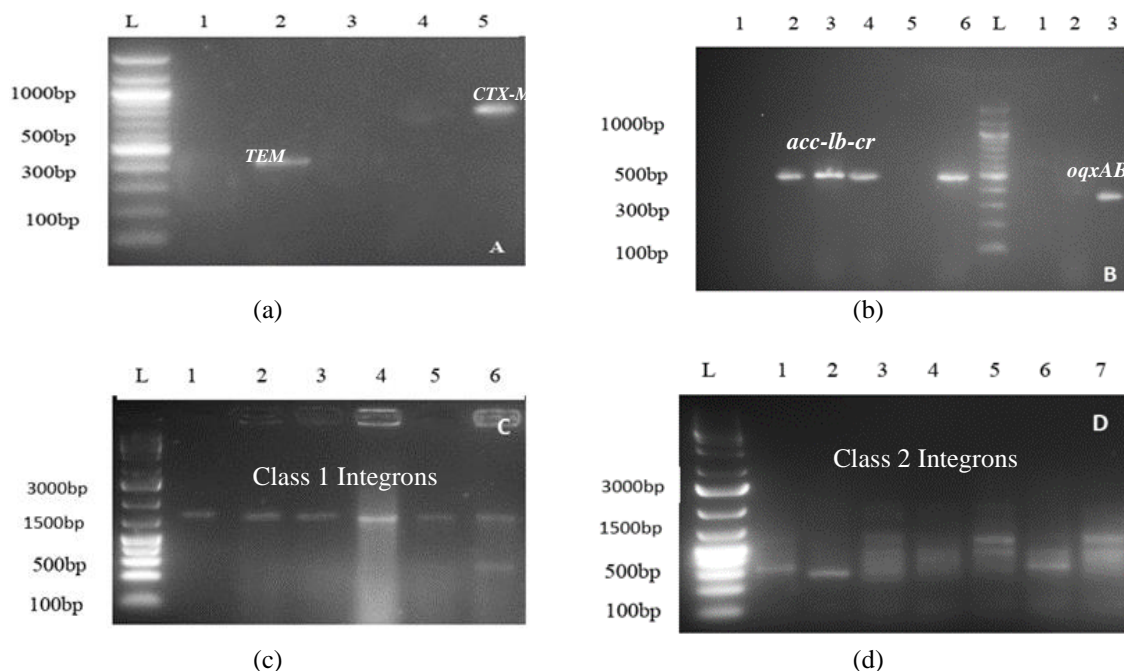 L 1 2 3 4 5
1000bp
500bp
300bp
100bp
TEM
CTX-M
A
(a)
1 2 3 4 5 6 L 1 2 3
1000bp
500bp
300bp
100bp
acc-lb-cr
oqxAB
B
(b)
L 1 2 3 4 5 6
3000bp
1500bp
500bp
100bp
Class 1 Integrons
C
(c)
L 1 2 3 4 5 6 7
3000bp
1500bp
500bp
100bp
Class 2 Integrons
D
(d)